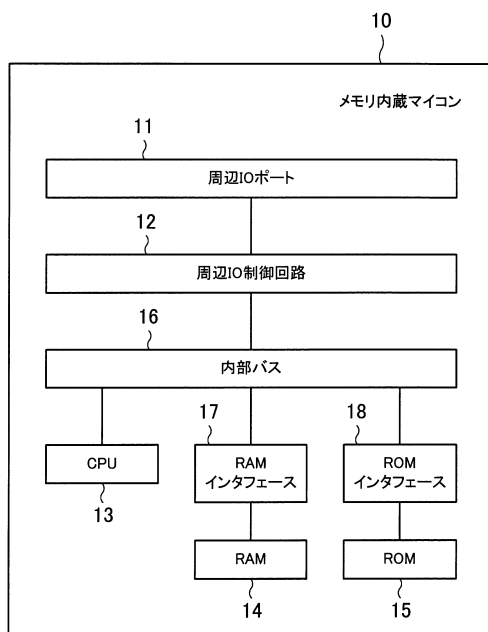 10
メモリ内蔵マイコン
11
周辺IOポート
12
周辺IO制御回路
16
内部バス
17
18
CPU
RAM
インタフェース
ROM
インタフェース
13
RAM
ROM
14
15